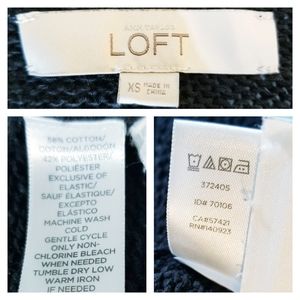 ANN TAYLOR
LOFT
XS
MADE IN
CHINA
58% COTTON/
COTON/ALGODON
42% POLYESTER/
POLIESTER
EXCLUSIVE OF
ELASTIC/
SAUF ÉLASTIQUE/
EXCEPTO
ELÁSTICO
MACHINE WASH
COLD
GENTLE CYCLE
ONLY NON-
CHLORINE BLEACH
WHEN NEEDED
TUMBLE DRY LOW
WARM IRON
IF NEEDED
372405
ID# 70106
CA#57421
RN#140923